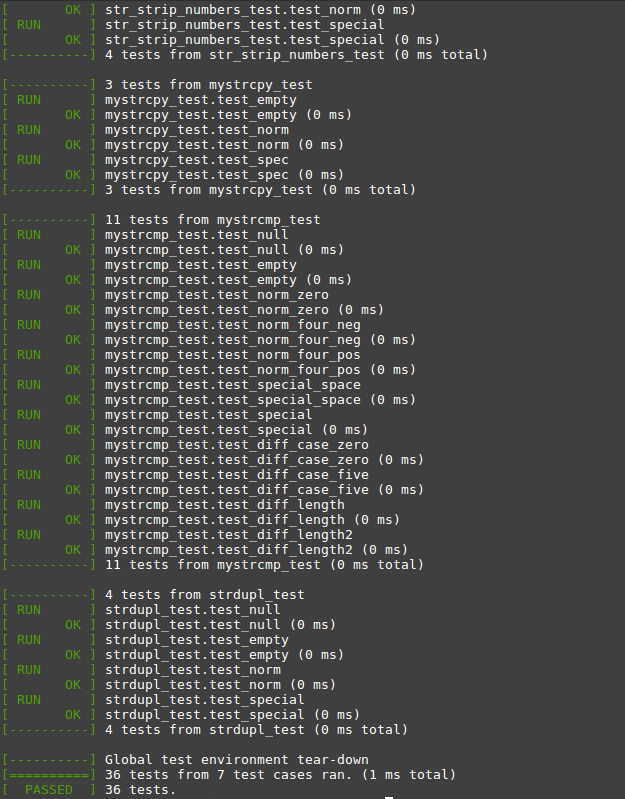 [       OK ] str_strip_numbers_test.test_norm (0 ms)
[ RUN      ] str_strip_numbers_test.test_special
[       OK ] str_strip_numbers_test.test_special (0 ms)
[----------] 4 tests from str_strip_numbers_test (0 ms total)

[----------] 3 tests from mystrcpy_test
[ RUN      ] mystrcpy_test.test_empty
[       OK ] mystrcpy_test.test_empty (0 ms)
[ RUN      ] mystrcpy_test.test_norm
[       OK ] mystrcpy_test.test_norm (0 ms)
[ RUN      ] mystrcpy_test.test_spec
[       OK ] mystrcpy_test.test_spec (0 ms)
[----------] 3 tests from mystrcpy_test (0 ms total)

[----------] 11 tests from mystrcmp_test
[ RUN      ] mystrcmp_test.test_null
[       OK ] mystrcmp_test.test_null (0 ms)
[ RUN      ] mystrcmp_test.test_empty
[       OK ] mystrcmp_test.test_empty (0 ms)
[ RUN      ] mystrcmp_test.test_norm_zero
[       OK ] mystrcmp_test.test_norm_zero (0 ms)
[ RUN      ] mystrcmp_test.test_norm_four_neg
[       OK ] mystrcmp_test.test_norm_four_neg (0 ms)
[ RUN      ] mystrcmp_test.test_norm_four_pos
[       OK ] mystrcmp_test.test_norm_four_pos (0 ms)
[ RUN      ] mystrcmp_test.test_special_space
[       OK ] mystrcmp_test.test_special_space (0 ms)
[ RUN      ] mystrcmp_test.test_special
[       OK ] mystrcmp_test.test_special (0 ms)
[ RUN      ] mystrcmp_test.test_diff_case_zero
[       OK ] mystrcmp_test.test_diff_case_zero (0 ms)
[ RUN      ] mystrcmp_test.test_diff_case_five
[       OK ] mystrcmp_test.test_diff_case_five (0 ms)
[ RUN      ] mystrcmp_test.test_diff_length
[       OK ] mystrcmp_test.test_diff_length (0 ms)
[ RUN      ] mystrcmp_test.test_diff_length2
[       OK ] mystrcmp_test.test_diff_length2 (0 ms)
[----------] 11 tests from mystrcmp_test (0 ms total)

[----------] 4 tests from strdupl_test
[ RUN      ] strdupl_test.test_null
[       OK ] strdupl_test.test_null (0 ms)
[ RUN      ] strdupl_test.test_empty
[       OK ] strdupl_test.test_empty (0 ms)
[ RUN      ] strdupl_test.test_norm
[       OK ] strdupl_test.test_norm (0 ms)
[ RUN      ] strdupl_test.test_special
[       OK ] strdupl_test.test_special (0 ms)
[----------] 4 tests from strdupl_test (0 ms total)

[----------] Global test environment tear-down
[==========] 36 tests from 7 test cases ran. (1 ms total)
[  PASSED  ] 36 tests.